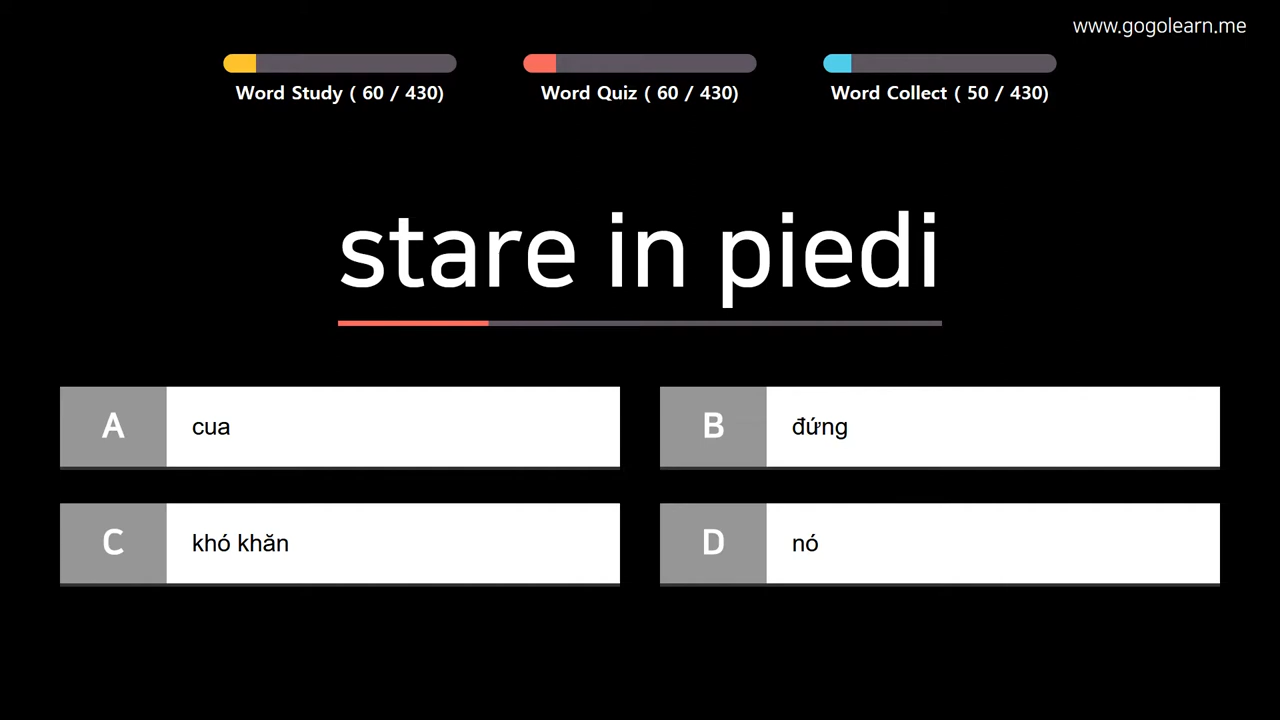 www.gogolearn.me
Word Study ( 60 / 430)
Word Quiz ( 60 / 430)
Word Collect ( 50 / 430)
stare in piedi
A cua
B đứng
C khó khăn
D nó